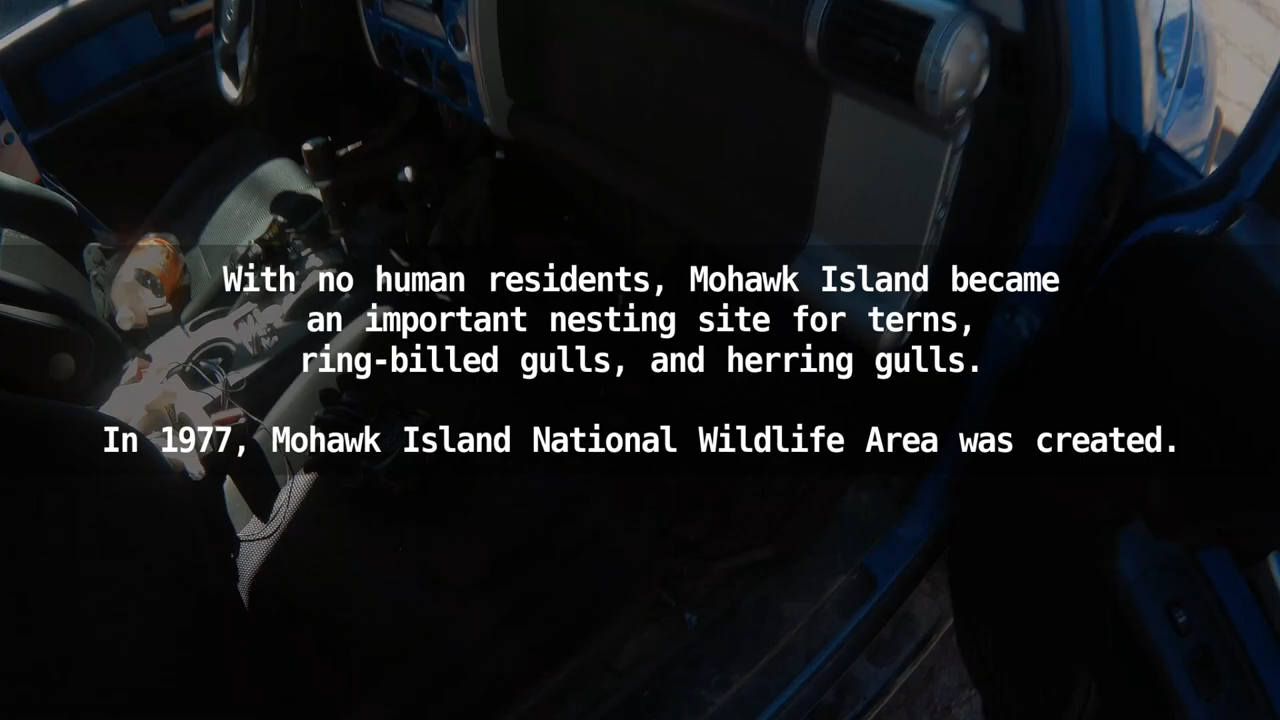 With no human residents, Mohawk Island became
an important nesting site for terns,
ring-billed gulls, and herring gulls.
In 1977, Mohawk Island National Wildlife Area was created.